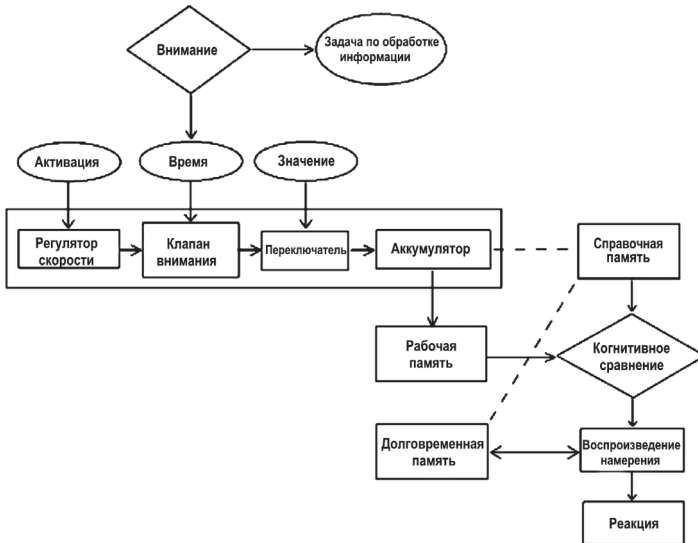 Внимание
Задача по обработке
информации
Активация
Время
Значение
Регулятор
скорости
Клапан
внимания
Переключатель
Аккумулятор
Справочная
память
Рабочая
память
Когнитивное
сравнение
Долговременная
память
Воспроизведение
намерения
Реакция